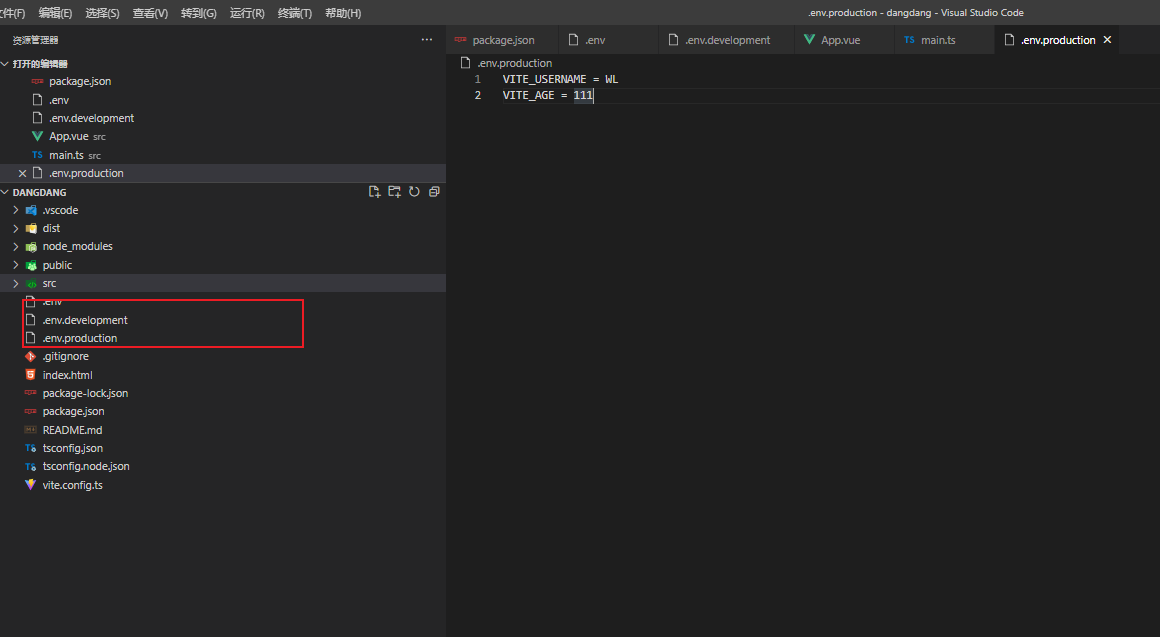 文件(F) 编辑(E) 选择(S) 查看(V) 转到(G) 运行(R) 终端(T) 帮助(H) .env.production - dangdang - Visual Studio Code
资源管理器
打开的编辑器
package.json
.env
.env.development
App.vue src
main.ts src
.env.production
DANGDANG
.vscode
dist
node_modules
public
src
.env
.env.development
.env.production
.gitignore
index.html
package-lock.json
package.json
README.md
tsconfig.json
tsconfig.node.json
vite.config.ts
package.json .env .env.development App.vue TS main.ts .env.production
.env.production
1 VITE_USERNAME = WL
2 VITE_AGE = 111